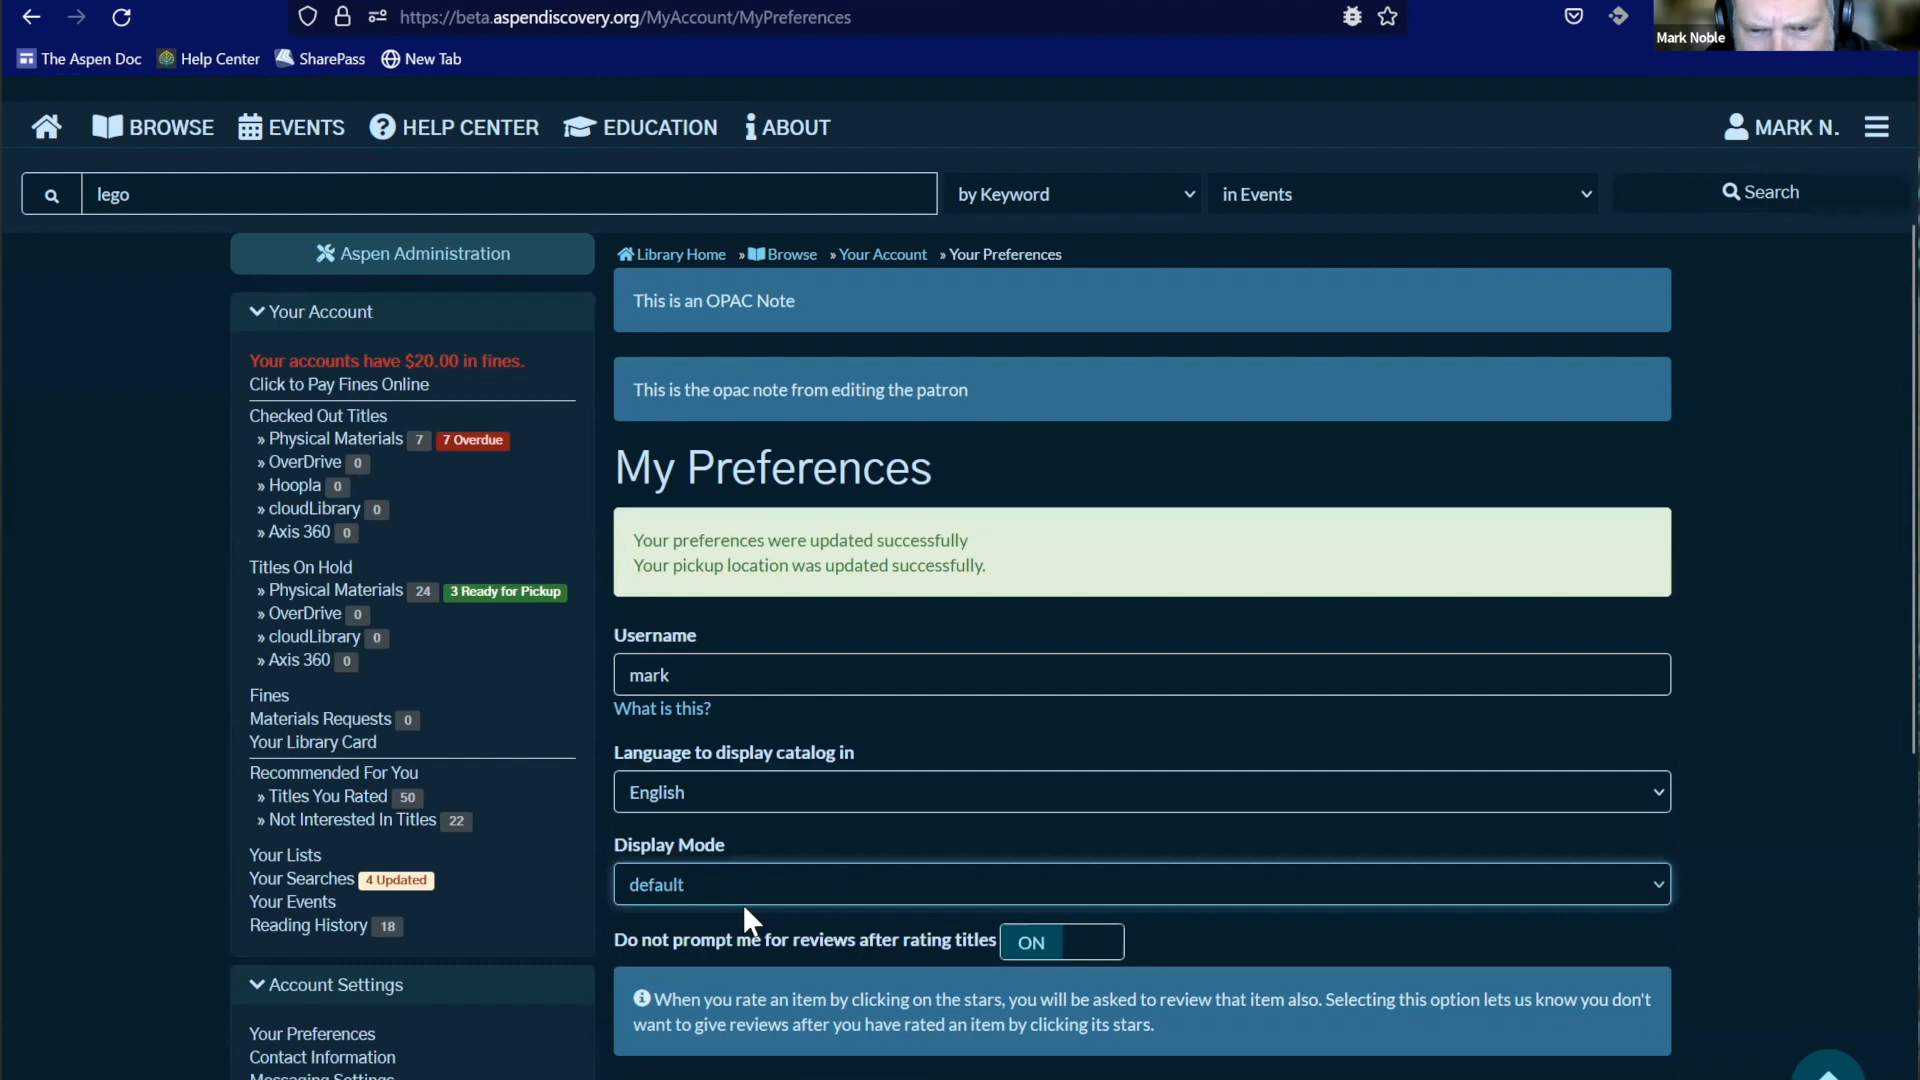 https://beta.aspendiscovery.org/MyAccount/MyPreferences
Mark Noble
The Aspen Doc Help Center SharePass New Tab
BROWSE EVENTS HELP CENTER EDUCATION ABOUT MARK N.
lego by Keyword in Events Search
Aspen Administration
Your Account
Your accounts have $20.00 in fines.
Click to Pay Fines Online
Checked Out Titles
» Physical Materials 7 7 Overdue
» OverDrive 0
» Hoopla 0
» cloudLibrary 0
» Axis 360 0
Titles On Hold
» Physical Materials 24 3 Ready for Pickup
» OverDrive 0
» cloudLibrary 0
» Axis 360 0
Fines
Materials Requests 0
Your Library Card
Recommended For You
» Titles You Rated 50
» Not Interested In Titles 22
Your Lists
Your Searches 4 Updated
Your Events
Reading History 18
Account Settings
Your Preferences
Contact Information
Messaging Settings
Library Home » Browse » Your Account » Your Preferences
This is an OPAC Note
This is the opac note from editing the patron
My Preferences
Your preferences were updated successfully
Your pickup location was updated successfully.
Username
mark
What is this?
Language to display catalog in
English
Display Mode
default
Do not prompt me for reviews after rating titles ON
When you rate an item by clicking on the stars, you will be asked to review that item also. Selecting this option lets us know you don't
want to give reviews after you have rated an item by clicking its stars.